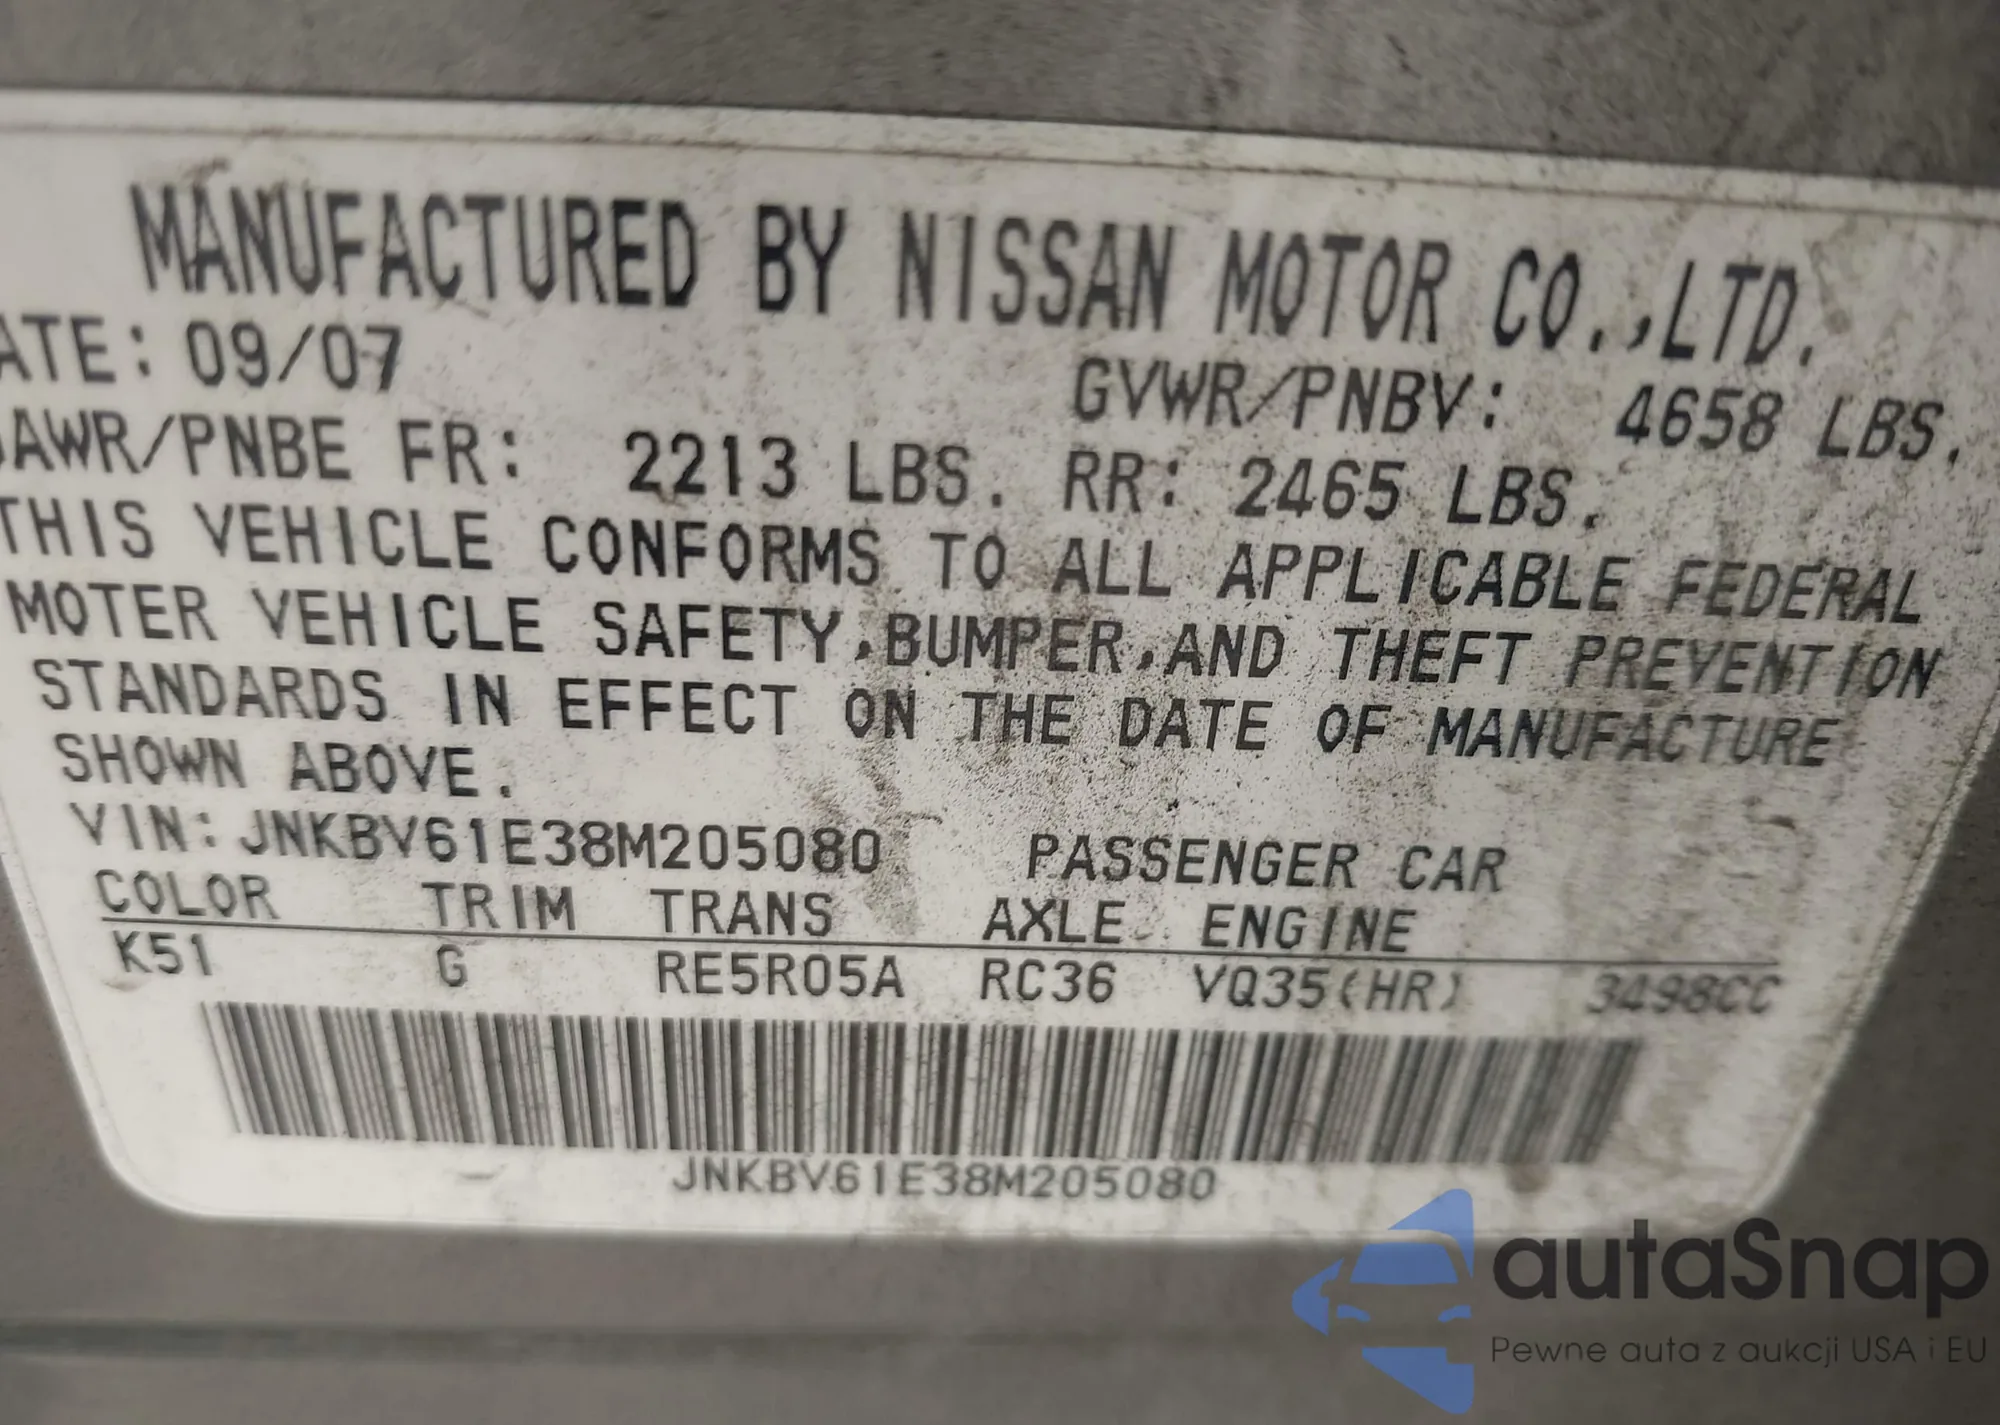 MANUFACTURED BY NISSAN MOTOR CO.,LTD.
ATE: 09/07 GVWR/PNBV: 4658 LBS.
AWR/PNBE FR: 2213 LBS. RR: 2465 LBS.
THIS VEHICLE CONFORMS TO ALL APPLICABLE FEDERAL
MOTER VEHICLE SAFETY,BUMPER,AND THEFT PREVENTION
STANDARDS IN EFFECT ON THE DATE OF MANUFACTURE
SHOWN ABOVE.
VIN: JNKBV61E38M205080 PASSENGER CAR
COLOR TRIM TRANS AXLE ENGINE
K51 G RE5R05A RC36 VQ35(HR) 3498CC
JNKBV61E38M205080
autaSnap
Pewne auta z aukcji USA i EU